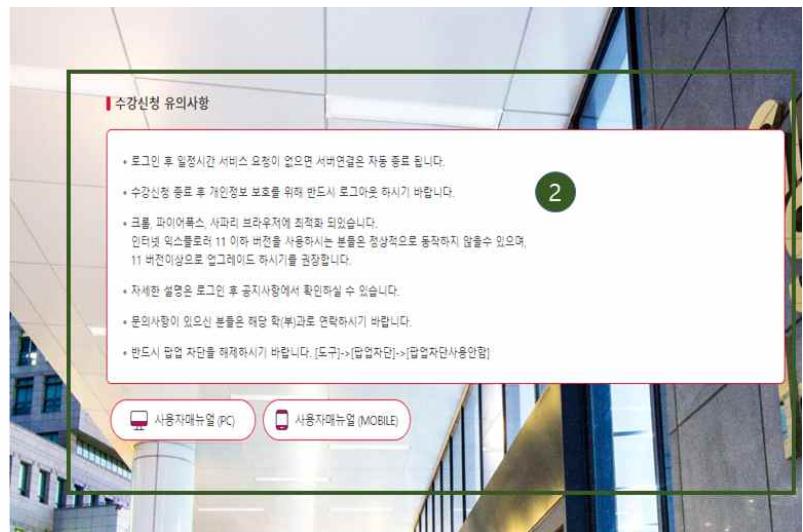 수강신청 유의사항
• 로그인 후 일정시간 서비스 요청이 없으면 서버연결은 자동 종료 됩니다.
• 수강신청 종료 후 개인정보 보호를 위해 반드시 로그아웃 하시기 바랍니다.
2
• 크롬, 파이어폭스, 사파리 브라우저에 최적화 되있습니다.
인터넷 익스플로러 11 이하 버전을 사용하시는 분들은 정상적으로 동작하지 않을수 있으며,
11 버전이상으로 업그레이드 하시기를 권장합니다.
• 자세한 설명은 로그인 후 공지사항에서 확인하실 수 있습니다.
• 문의사항이 있으신 분들은 해당 학(부)과로 연락하시기 바랍니다.
• 반드시 팝업 차단을 해제하시기 바랍니다. [도구]->[팝업차단]->[팝업차단사용안함]
사용자매뉴얼 (PC)
사용자매뉴얼 (MOBILE)